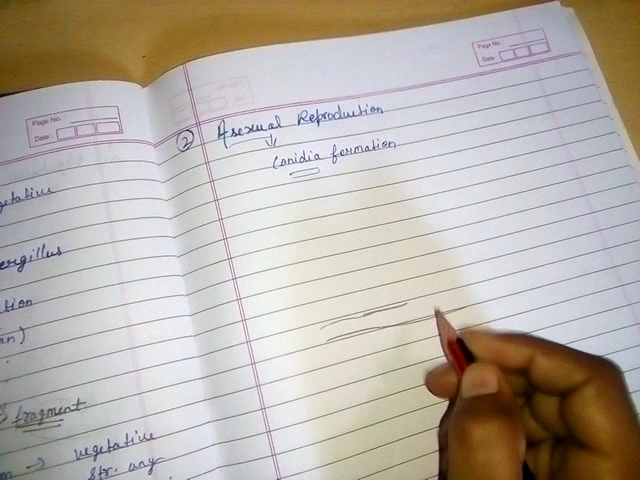 Page No.
Date
getative
ergillus
tion
an)
fragment
→ vegetative
str. any
Page No.
Date
② Asexual Reproduction
↓
Conidia formation